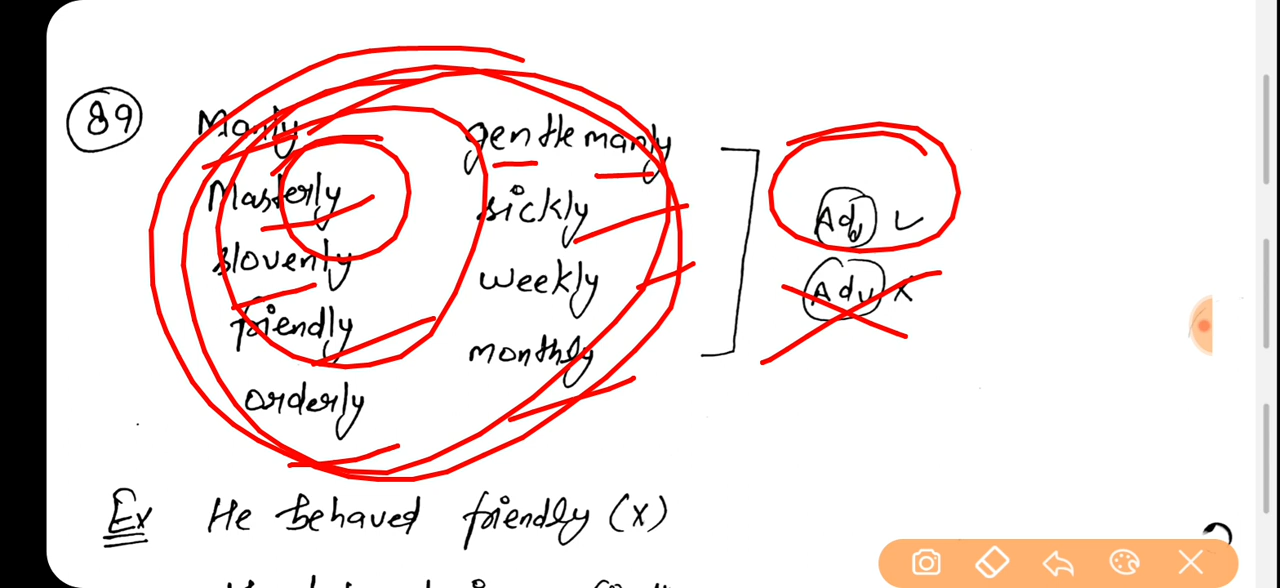 89 Manly gentlemanly
Masterly sickly Adj ✓
slovenly weekly Adv X
friendly monthly
orderly
Ex He behaved friendly (X)